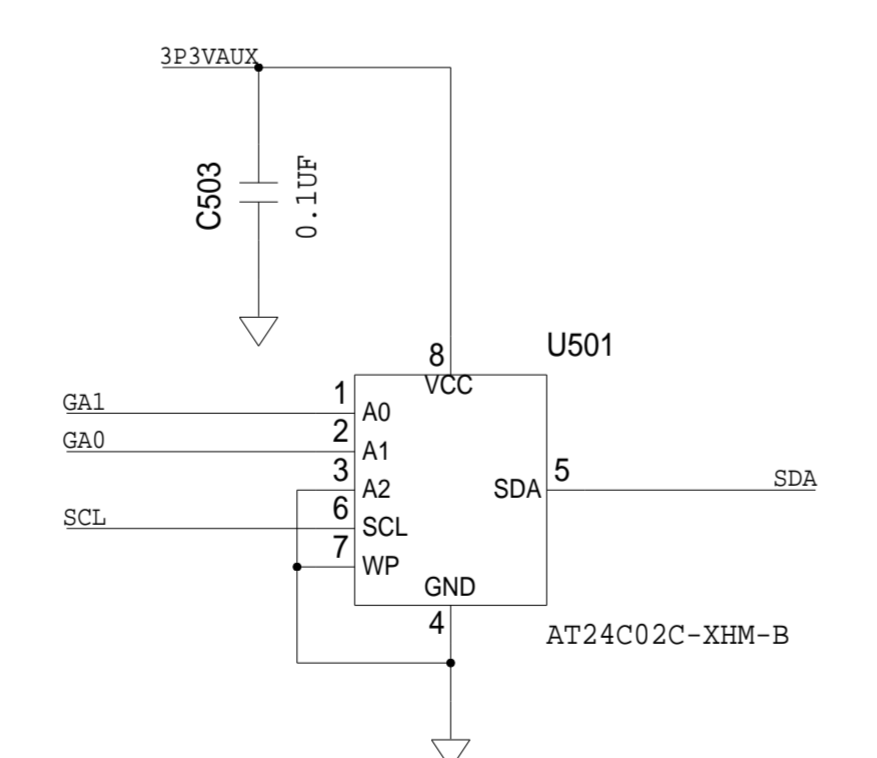 3P3VAUX
C503
0.1UF
U501
8
VCC
GA1
1
A0
GA0
2
A1
3
A2
5
SDA
SDA
SCL
6
SCL
7
WP
GND
4
AT24C02C-XHM-B